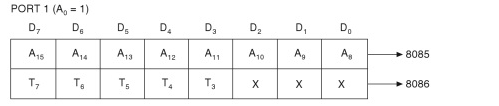 PORT 1 (A₀ = 1)
D₇ D₆ D₅ D₄ D₃ D₂ D₁ D₀
A₁₅ A₁₄ A₁₃ A₁₂ A₁₁ A₁₀ A₉ A₈ 8085
T₇ T₆ T₅ T₄ T₃ X X X 8086